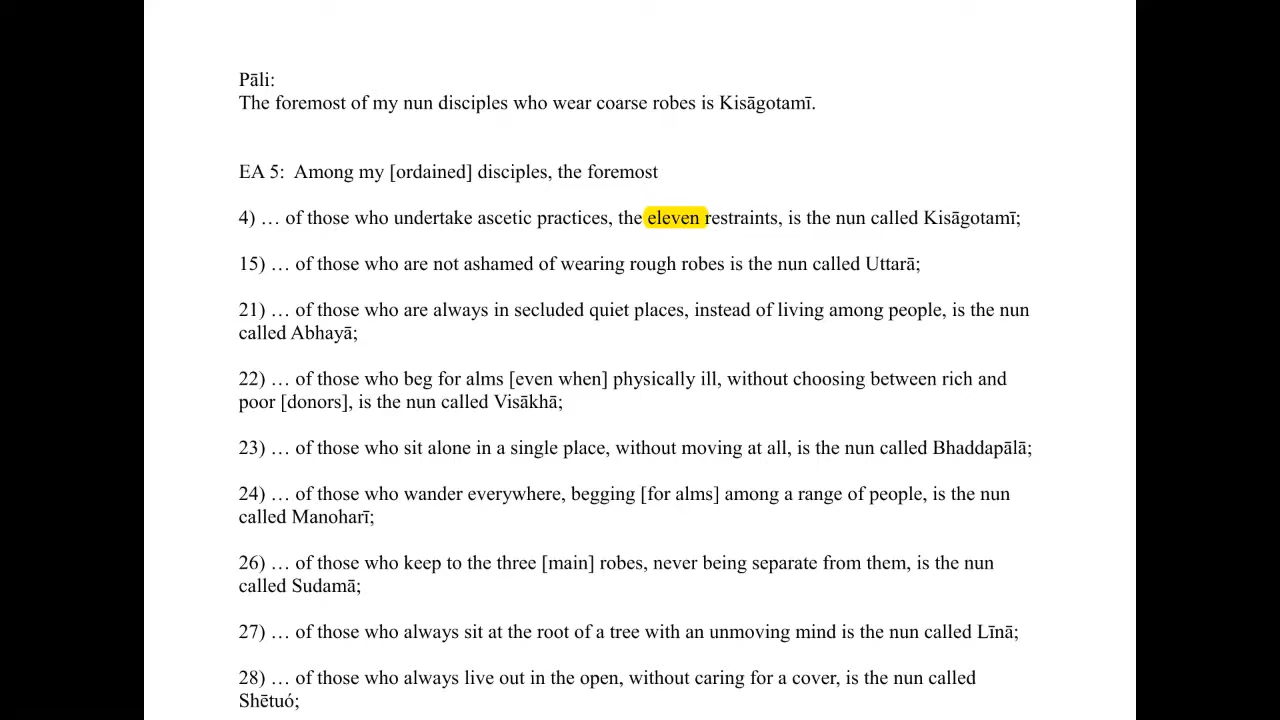 Pāli:
The foremost of my nun disciples who wear coarse robes is Kisāgotamī.
EA 5:  Among my [ordained] disciples, the foremost
4) … of those who undertake ascetic practices, the eleven restraints, is the nun called Kisāgotamī;
15) … of those who are not ashamed of wearing rough robes is the nun called Uttarā;
21) … of those who are always in secluded quiet places, instead of living among people, is the nun
called Abhayā;
22) … of those who beg for alms [even when] physically ill, without choosing between rich and
poor [donors], is the nun called Visākhā;
23) … of those who sit alone in a single place, without moving at all, is the nun called Bhaddapālā;
24) … of those who wander everywhere, begging [for alms] among a range of people, is the nun
called Manoharī;
26) … of those who keep to the three [main] robes, never being separate from them, is the nun
called Sudamā;
27) … of those who always sit at the root of a tree with an unmoving mind is the nun called Līnā;
28) … of those who always live out in the open, without caring for a cover, is the nun called
Shētuó;